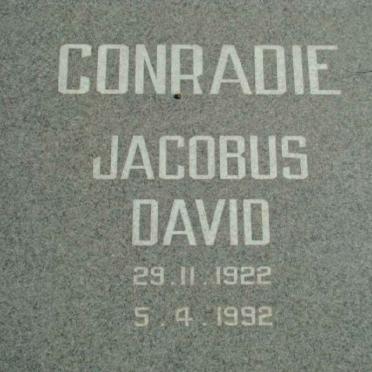 CONRADIE
JACOBUS
DAVID
29.11.1922
5.4.1992